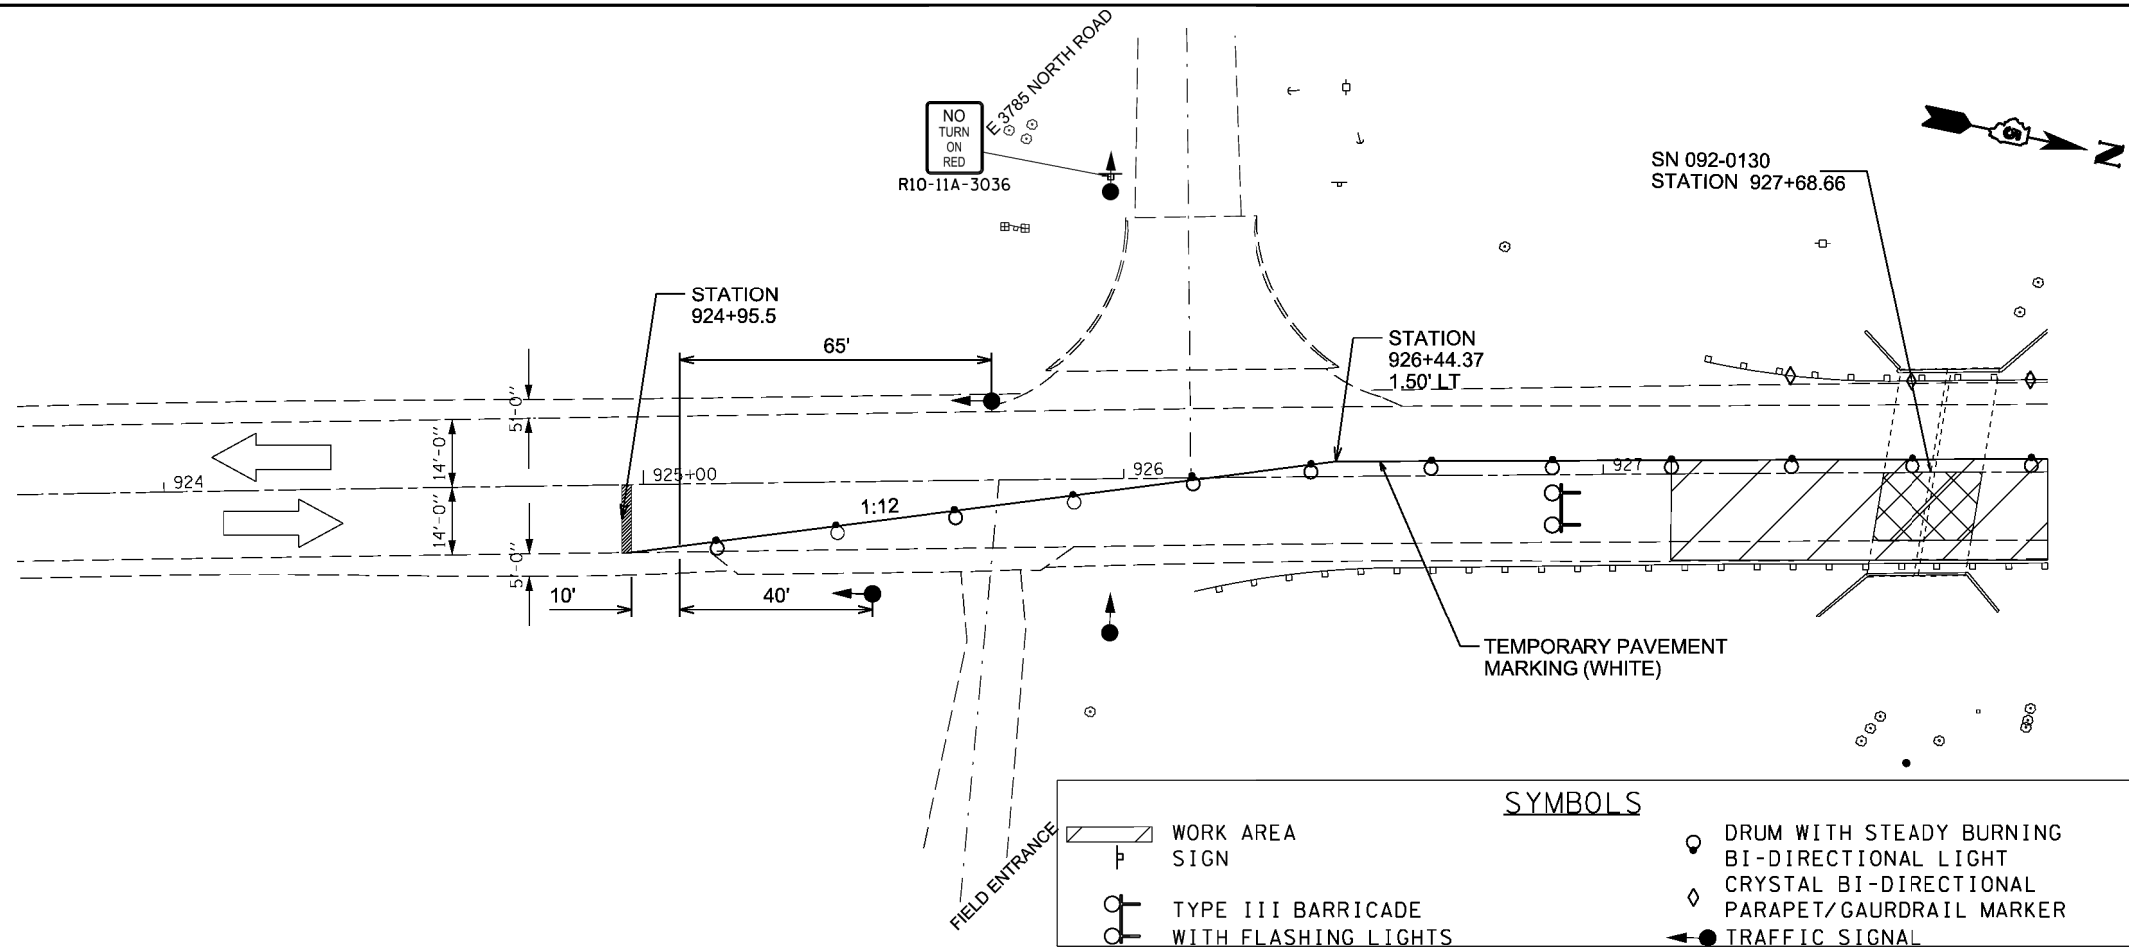 E 3785 NORTH ROAD
NO
TURN
ON
RED
R10-11A-3036
SN 092-0130
STATION 927+68.66
N
STATION
924+95.5
65'
STATION
926+44.37
1.50' LT
5'-0"
14'-0"
14'-0"
5'-0"
924
925+00
926
927
1:12
10'
40'
TEMPORARY PAVEMENT
MARKING (WHITE)
FIELD ENTRANCE
SYMBOLS
WORK AREA
SIGN
TYPE III BARRICADE
WITH FLASHING LIGHTS
DRUM WITH STEADY BURNING
BI-DIRECTIONAL LIGHT
CRYSTAL BI-DIRECTIONAL
PARAPET/GAURDRAIL MARKER
TRAFFIC SIGNAL